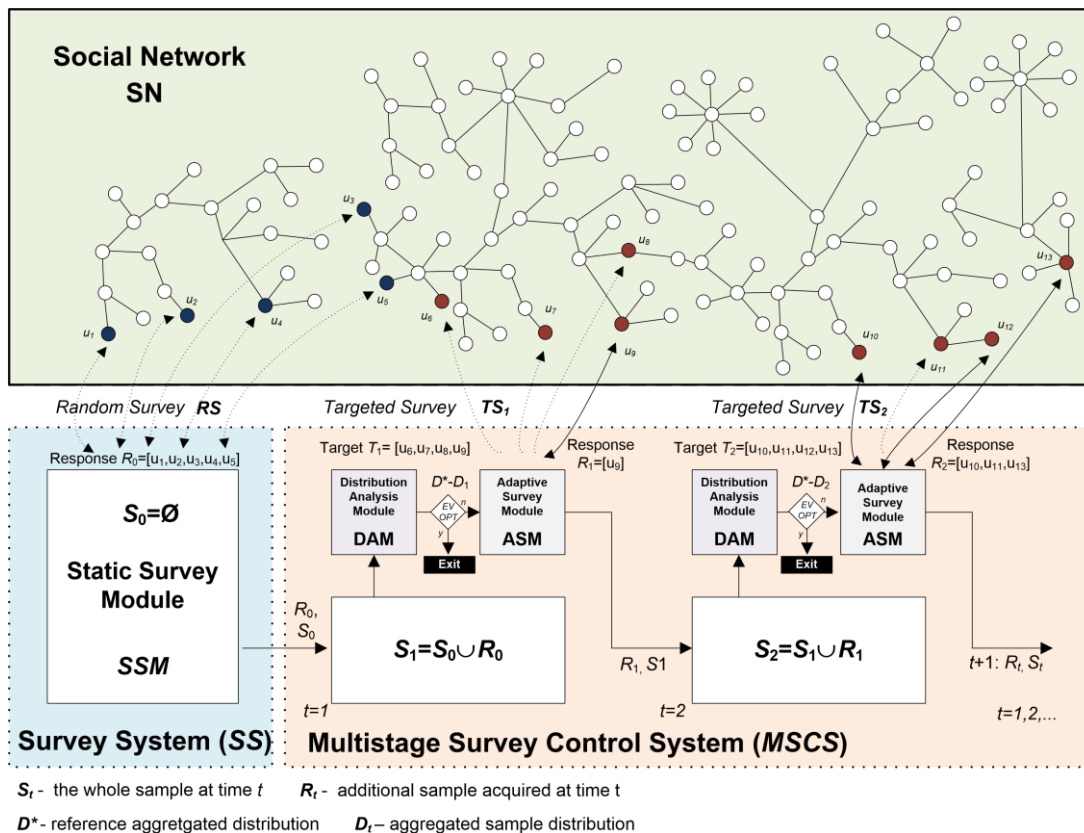 Social Network
SN
u3
u8
u13
u2
u5
u1
u4
u6
u7
u9
u10
u11
u12
Random Survey RS
Targeted Survey TS1
Targeted Survey TS2
Response R0=[u1,u2,u3,u4,u5]
S0=Ø
Static Survey
Module
SSM
R0,
S0
Survey System (SS)
Target T1= [u6,u7,u8,u9]
Response
R1=[u9]
Distribution
Analysis
Module
DAM
D*-D1
EV
OPT
n
y
Exit
Adaptive
Survey
Module
ASM
S1=S0∪R0
t=1
R1, S1
Target T2=[u10,u11,u12,u13]
Response
R2=[u10,u11,u13]
Distribution
Analysis
Module
DAM
D*-D2
EV
OPT
n
y
Exit
Adaptive
Survey
Module
ASM
S2=S1∪R1
t=2
t+1: Rt, St
t=1,2,...
Multistage Survey Control System (MSCS)
St - the whole sample at time t Rt - additional sample acquired at time t
D* - reference aggretgated distribution Dt – aggregated sample distribution